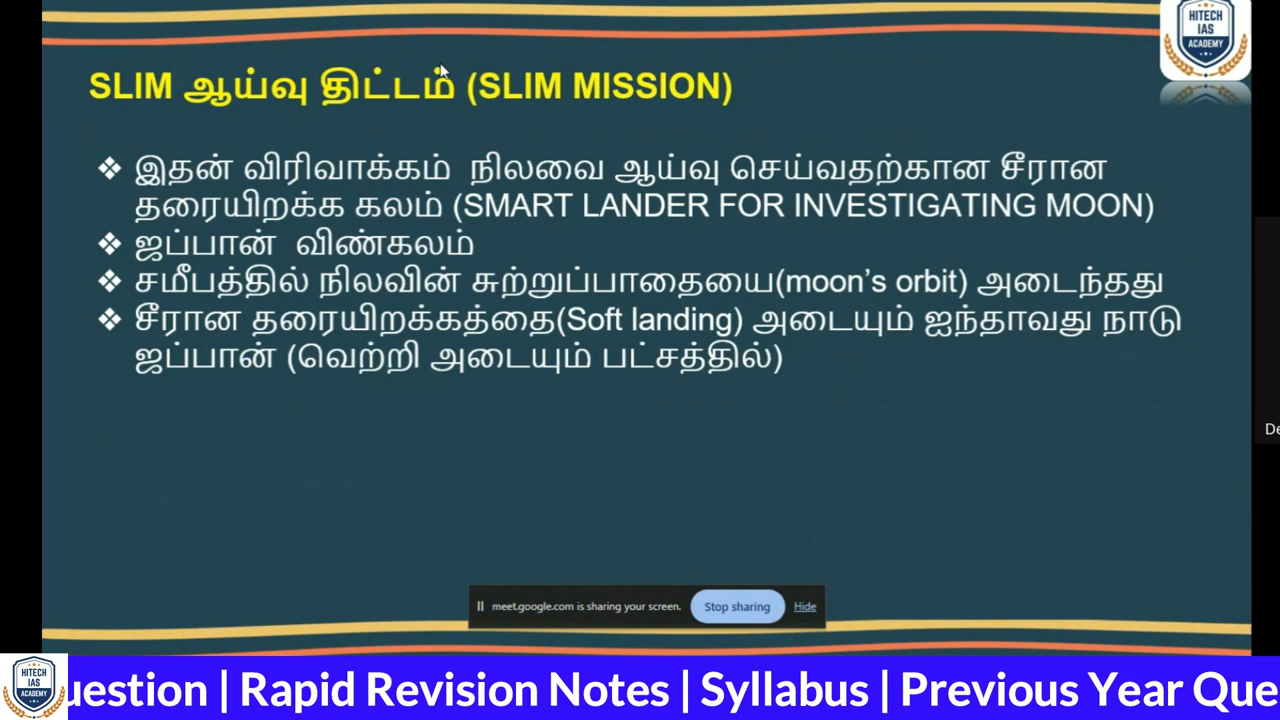 HITECH
IAS
ACADEMY
SLIM ஆய்வு திட்டம் (SLIM MISSION)
❖ இதன் விரிவாக்கம் நிலவை ஆய்வு செய்வதற்கான சீரான
தரையிறக்க கலம் (SMART LANDER FOR INVESTIGATING MOON)
❖ ஜப்பான் விண்கலம்
❖ சமீபத்தில் நிலவின் சுற்றுப்பாதையை(moon's orbit) அடைந்தது
❖ சீரான தரையிறக்கத்தை(Soft landing) அடையும் ஐந்தாவது நாடு
ஜப்பான் (வெற்றி அடையும் பட்சத்தில்)
De
meet.google.com is sharing your screen. Stop sharing Hide
HITECH
IAS
ACADEMY
uestion | Rapid Revision Notes | Syllabus | Previous Year Que